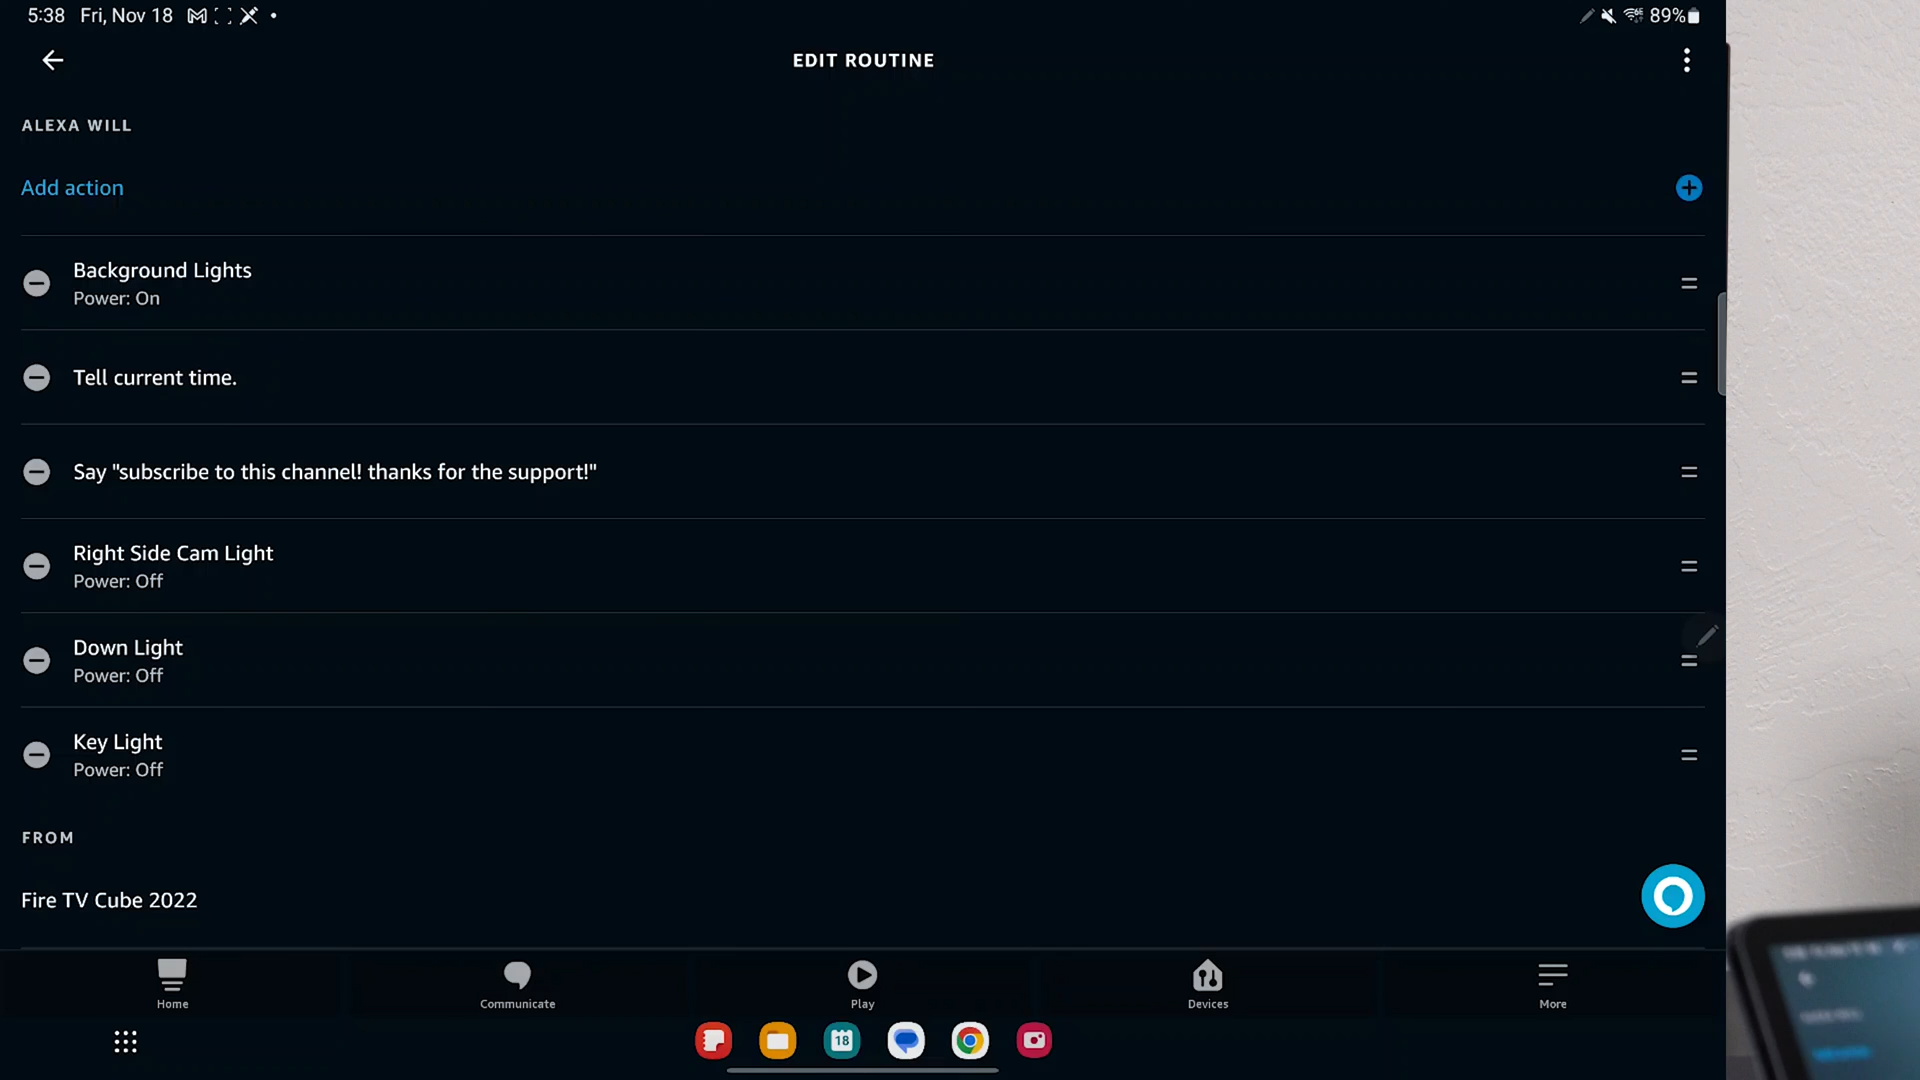 5:38 Fri, Nov 18 89%
EDIT ROUTINE
ALEXA WILL
Add action
Background Lights
Power: On
Tell current time.
Say "subscribe to this channel! thanks for the support!"
Right Side Cam Light
Power: Off
Down Light
Power: Off
Key Light
Power: Off
FROM
Fire TV Cube 2022
Home Communicate Play Devices More
18